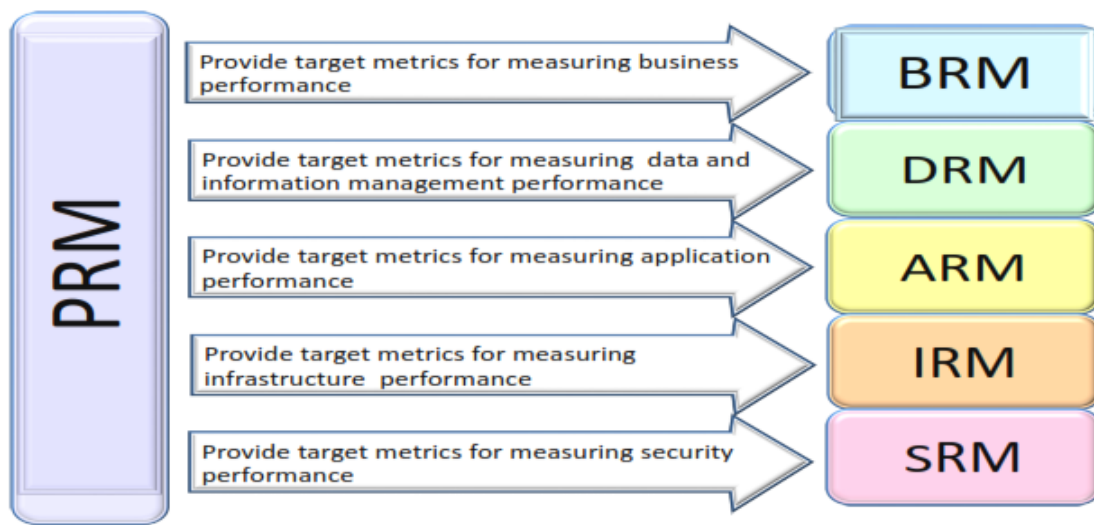 PRM
Provide target metrics for measuring business
performance
BRM
Provide target metrics for measuring data and
information management performance
DRM
Provide target metrics for measuring application
performance
ARM
Provide target metrics for measuring
infrastructure performance
IRM
Provide target metrics for measuring security
performance
sRM